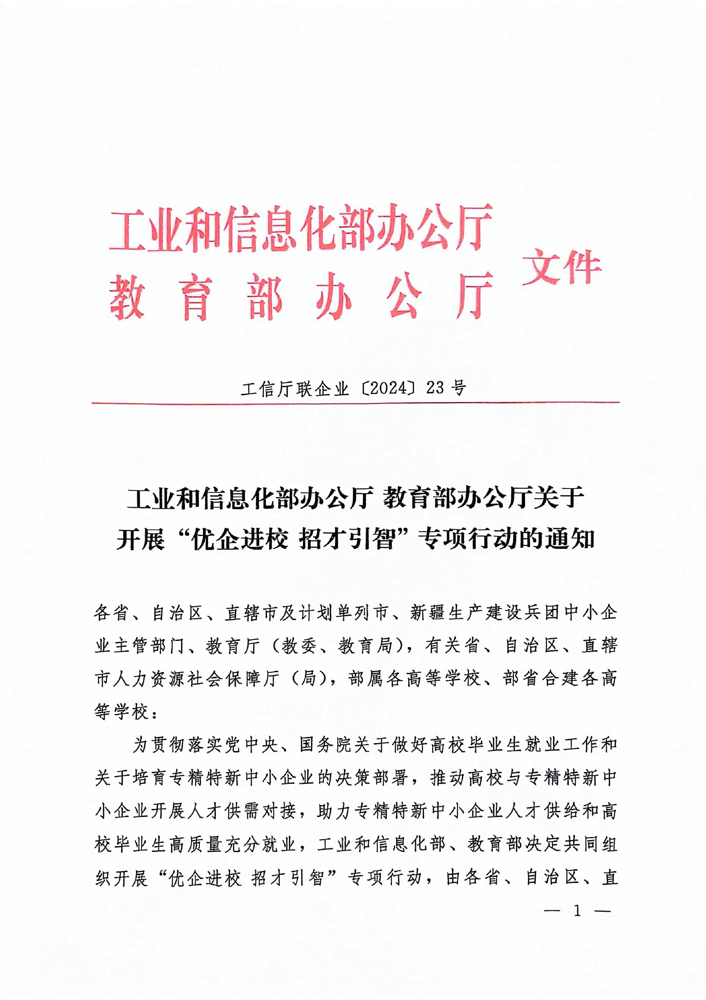 工业和信息化部办公厅
教育部办公厅
文件
工信厅联企业〔2024〕23 号
工业和信息化部办公厅 教育部办公厅关于
开展“优企进校 招才引智”专项行动的通知
各省、自治区、直辖市及计划单列市、新疆生产建设兵团中小企
业主管部门、教育厅（教委、教育局），有关省、自治区、直辖
市人力资源社会保障厅（局），部属各高等学校、部省合建各高
等学校：
为贯彻落实党中央、国务院关于做好高校毕业生就业工作和
关于培育专精特新中小企业的决策部署，推动高校与专精特新中
小企业开展人才供需对接，助力专精特新中小企业人才供给和高
校毕业生高质量充分就业，工业和信息化部、教育部决定共同组
织开展“优企进校 招才引智”专项行动，由各省、自治区、直
— 1 —